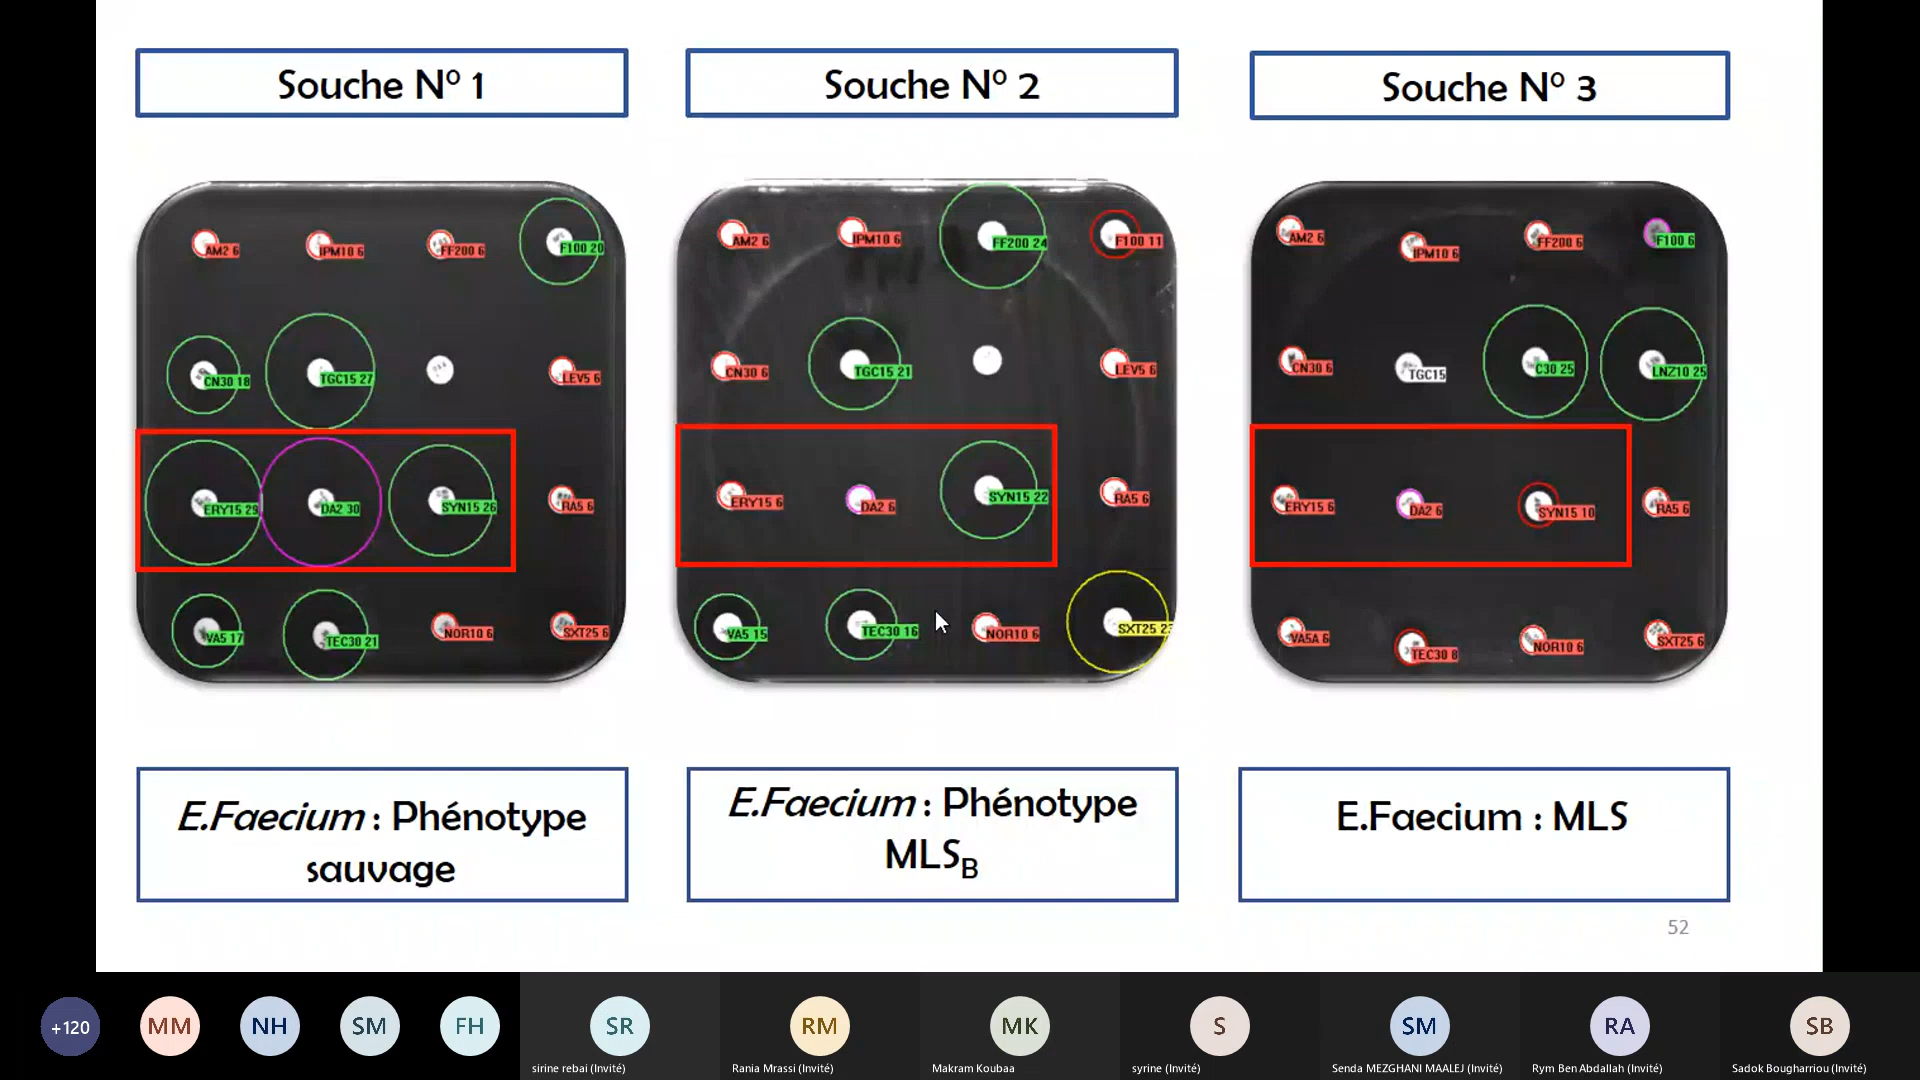 Souche Nº 1
Souche Nº 2
Souche Nº 3
AM2 6
IPM10 6
FF200 6
F100 20
CN30 18
TGC15 27
LEV5 6
ERY15 29
DA2 30
SYN15 26
RA5 6
VA5 17
TEC30 21
NOR10 6
SXT25 6
AM2 6
IPM10 6
FF200 24
F100 11
CN30 6
TGC15 21
LEV5 6
ERY15 6
DA2 6
SYN15 22
RA5 6
VA5 15
TEC30 16
NOR10 6
SXT25 23
AM2 6
IPM10 6
FF200 6
F100 6
CN30 6
TGC15
C30 25
LNZ10 25
ERY15 6
DA2 6
SYN15 10
RA5 6
VA5A 6
TEC30 8
NOR10 6
SXT25 6
E.Faecium : Phénotype
sauvage
E.Faecium : Phénotype
MLSB
E.Faecium : MLS
52
+120
MM
NH
SM
FH
SR
RM
MK
S
SM
RA
SB
sirine rebai (Invité)
Rania Mrassi (Invité)
Makram Koubaa
syrine (Invité)
Senda MEZGHANI MAALEJ (Invité)
Rym Ben Abdallah (Invité)
Sadok Bougharriou (Invité)